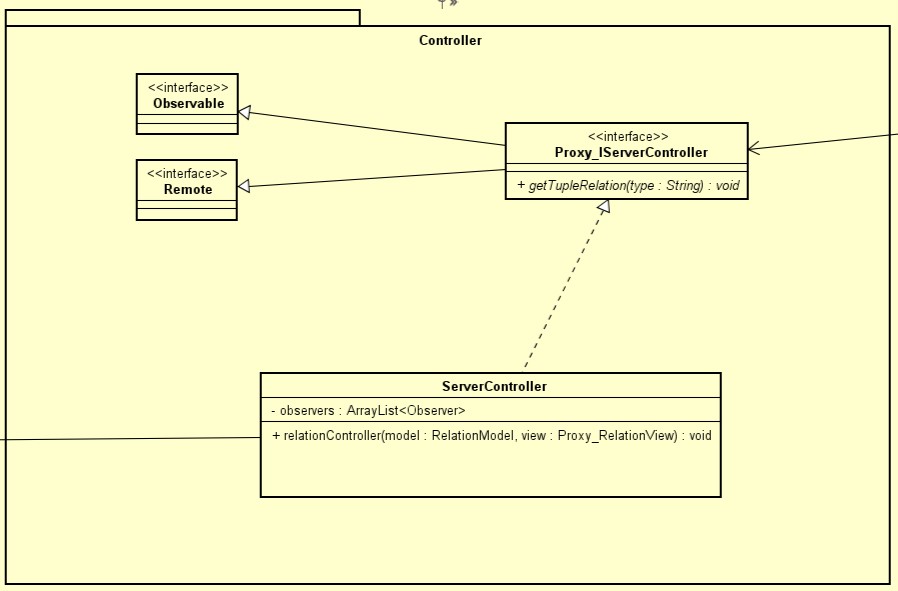 Controller
<<interface>>
Observable
<<interface>>
Proxy_IServerController
+ getTupleRelation(type : String) : void
<<interface>>
Remote
ServerController
- observers : ArrayList<Observer>
+ relationController(model : RelationModel, view : Proxy_RelationView) : void